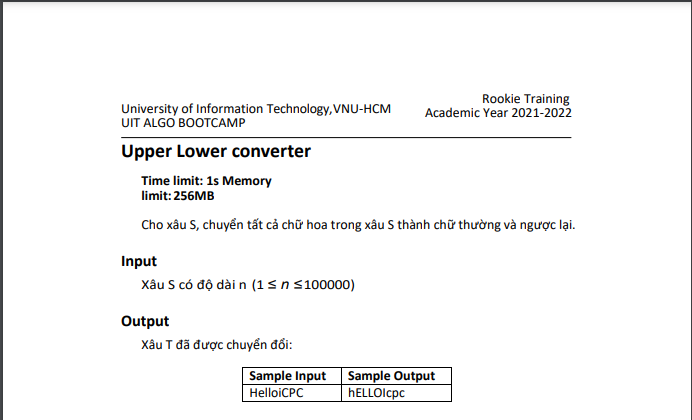 Rookie Training
University of Information Technology,VNU-HCM
Academic Year 2021-2022
UIT ALGO BOOTCAMP
Upper Lower converter
Time limit: 1s Memory
limit: 256MB
Cho xâu S, chuyển tất cả chữ hoa trong xâu S thành chữ thường và ngược lại.
Input
Xâu S có độ dài n (1 ≤ n ≤100000)
Output
Xâu T đã được chuyển đổi:
Sample Input Sample Output
HelloiCPC hELLOIcpc